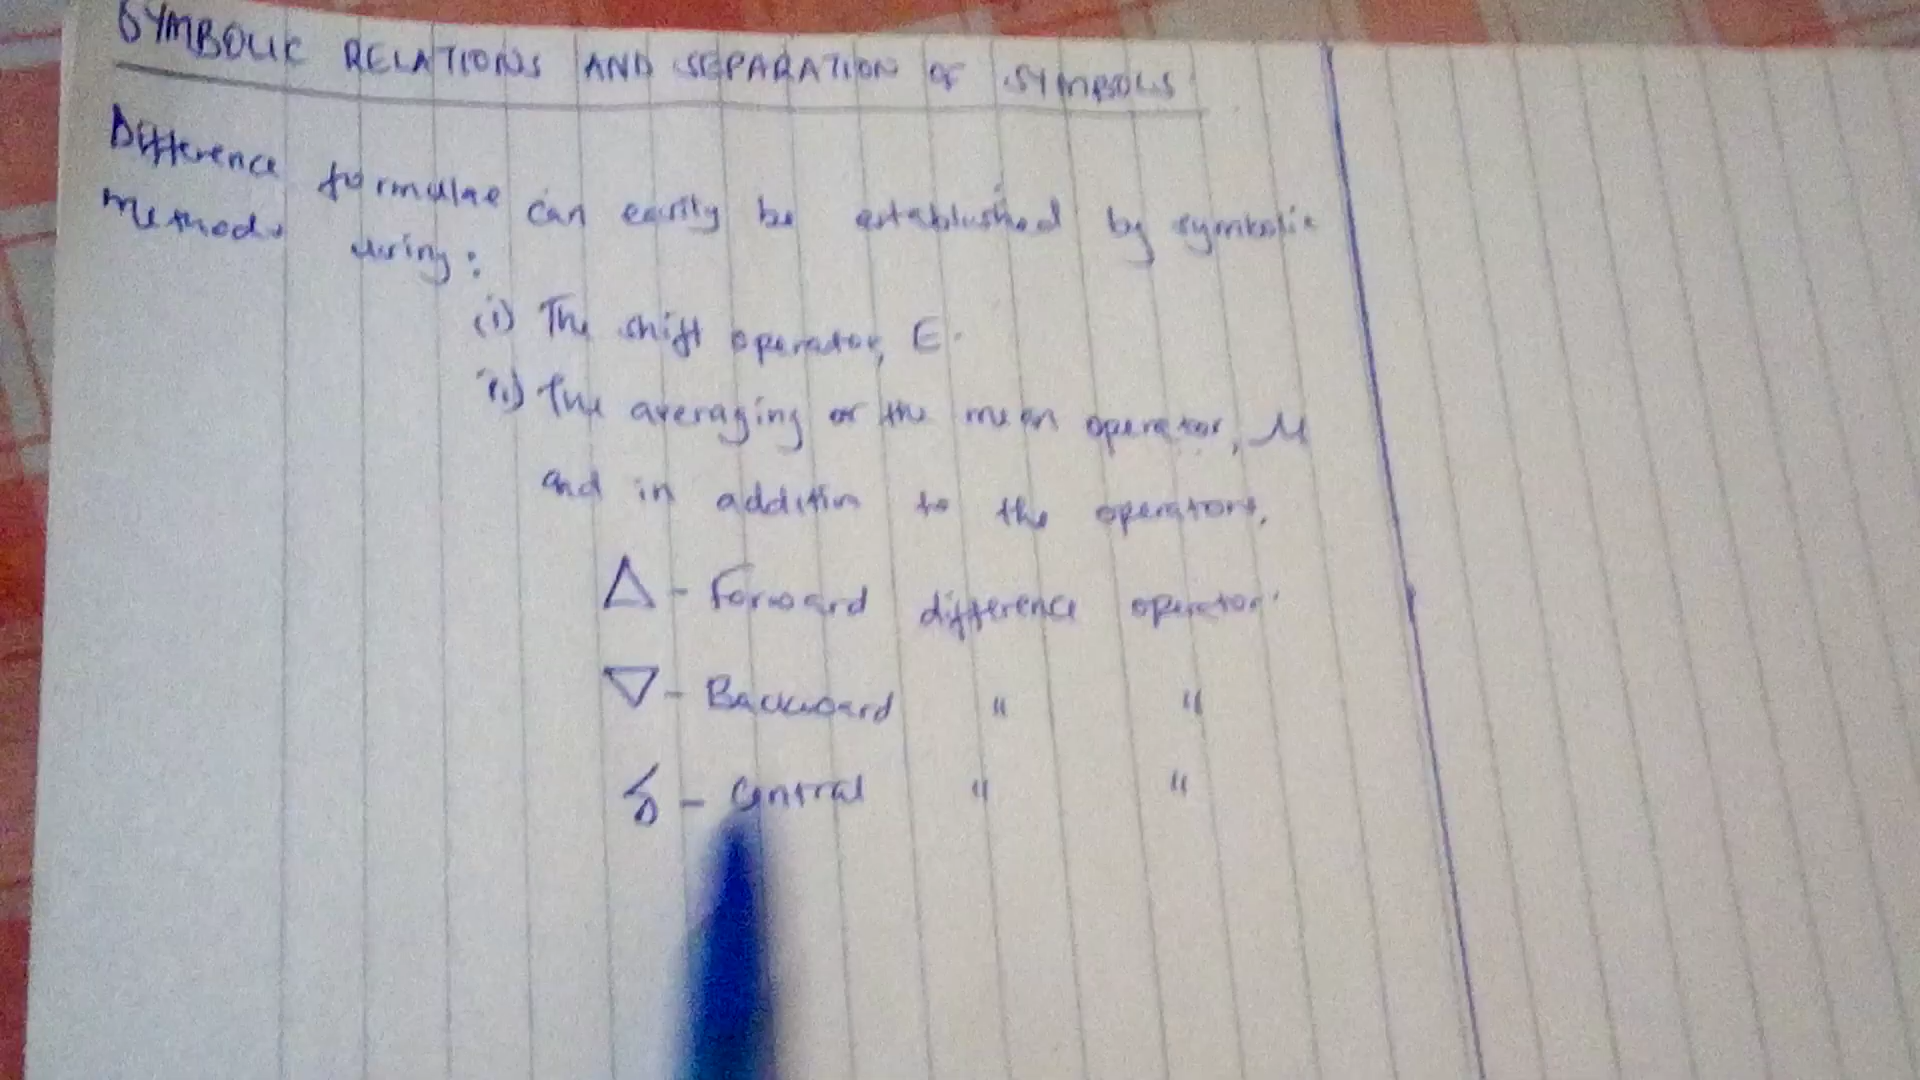 SYMBOLIC RELATIONS AND SEPARATION OF SYMBOLS
Difference formulae can easily be established by symbolic
methods using:
(i) The shift operator, E.
ii) The averaging or the mean operator, μ
and in addition to the operators,
Δ - Forward difference operator.
∇ - Backward " "
δ - Central " "